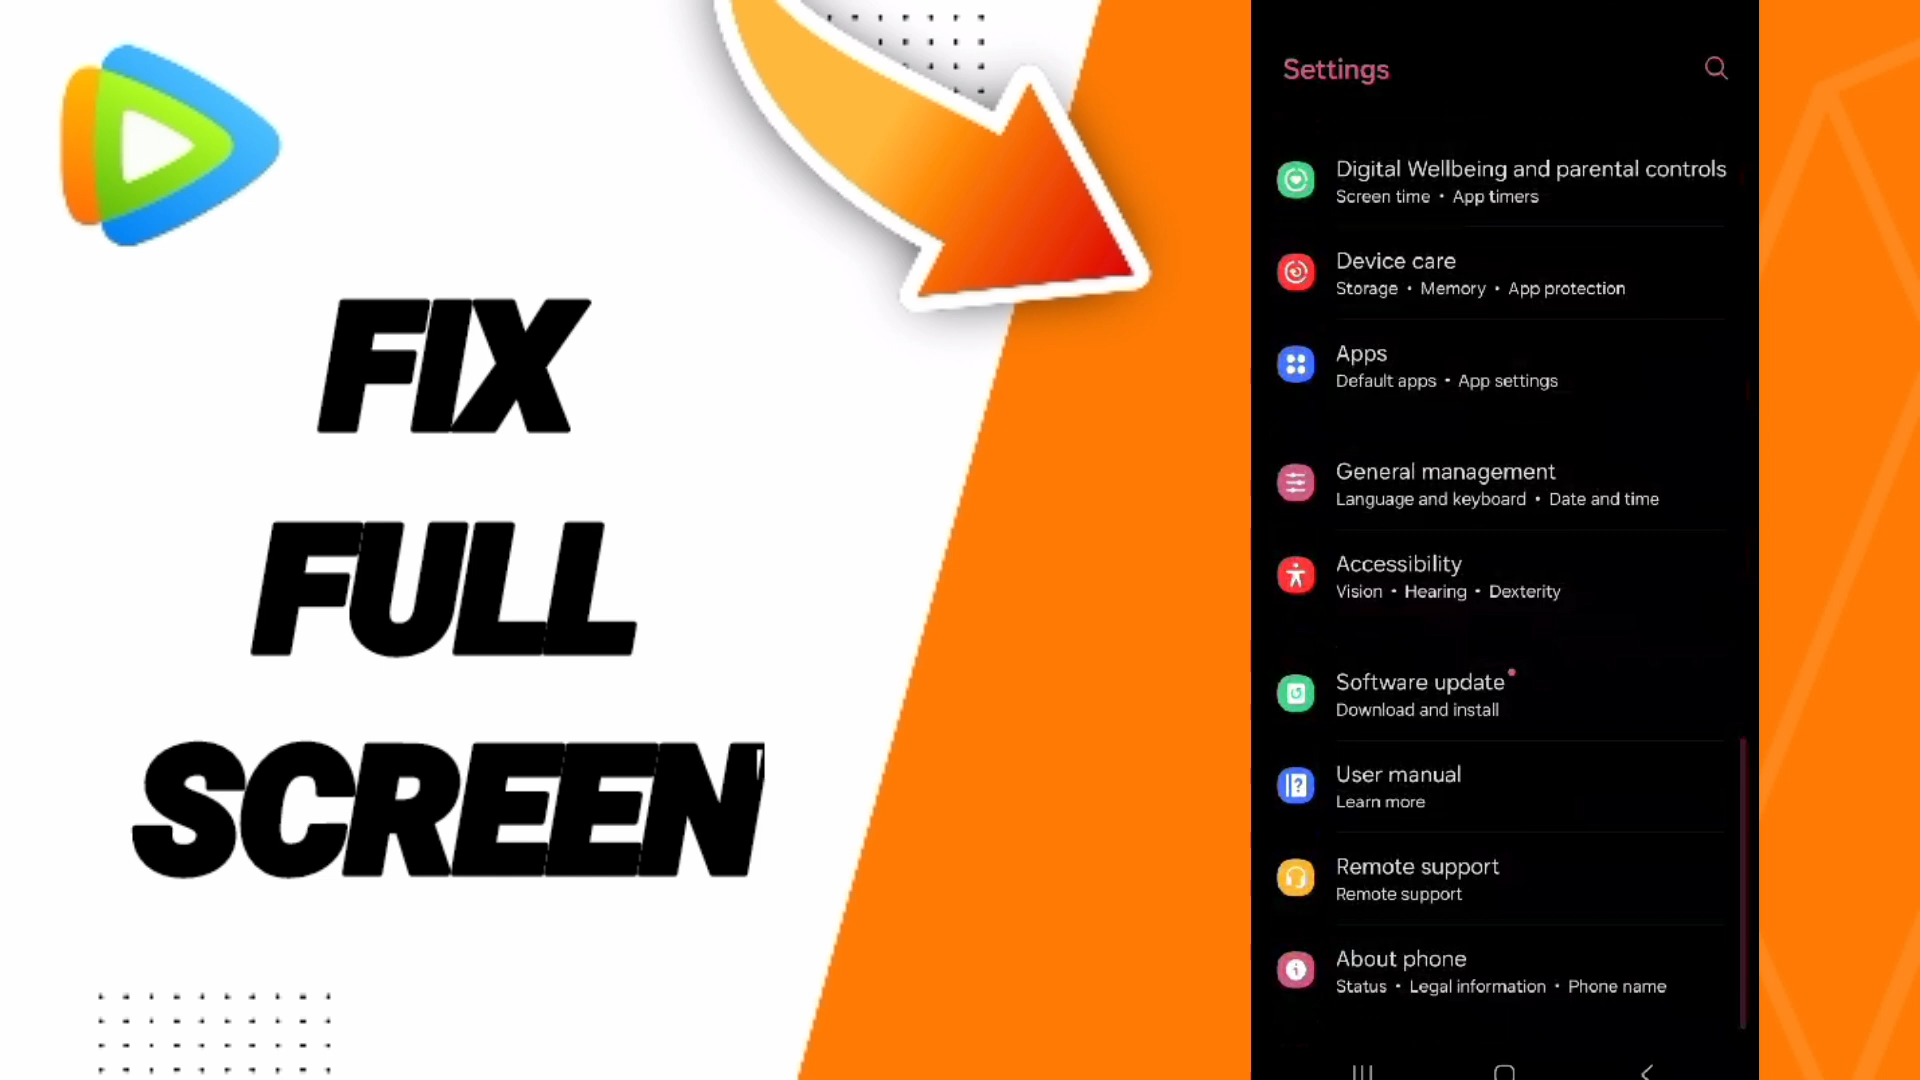 FIX
FULL
SCREEN
Settings
Digital Wellbeing and parental controls
Screen time • App timers
Device care
Storage • Memory • App protection
Apps
Default apps • App settings
General management
Language and keyboard • Date and time
Accessibility
Vision • Hearing • Dexterity
Software update
Download and install
User manual
Learn more
Remote support
Remote support
About phone
Status • Legal information • Phone name